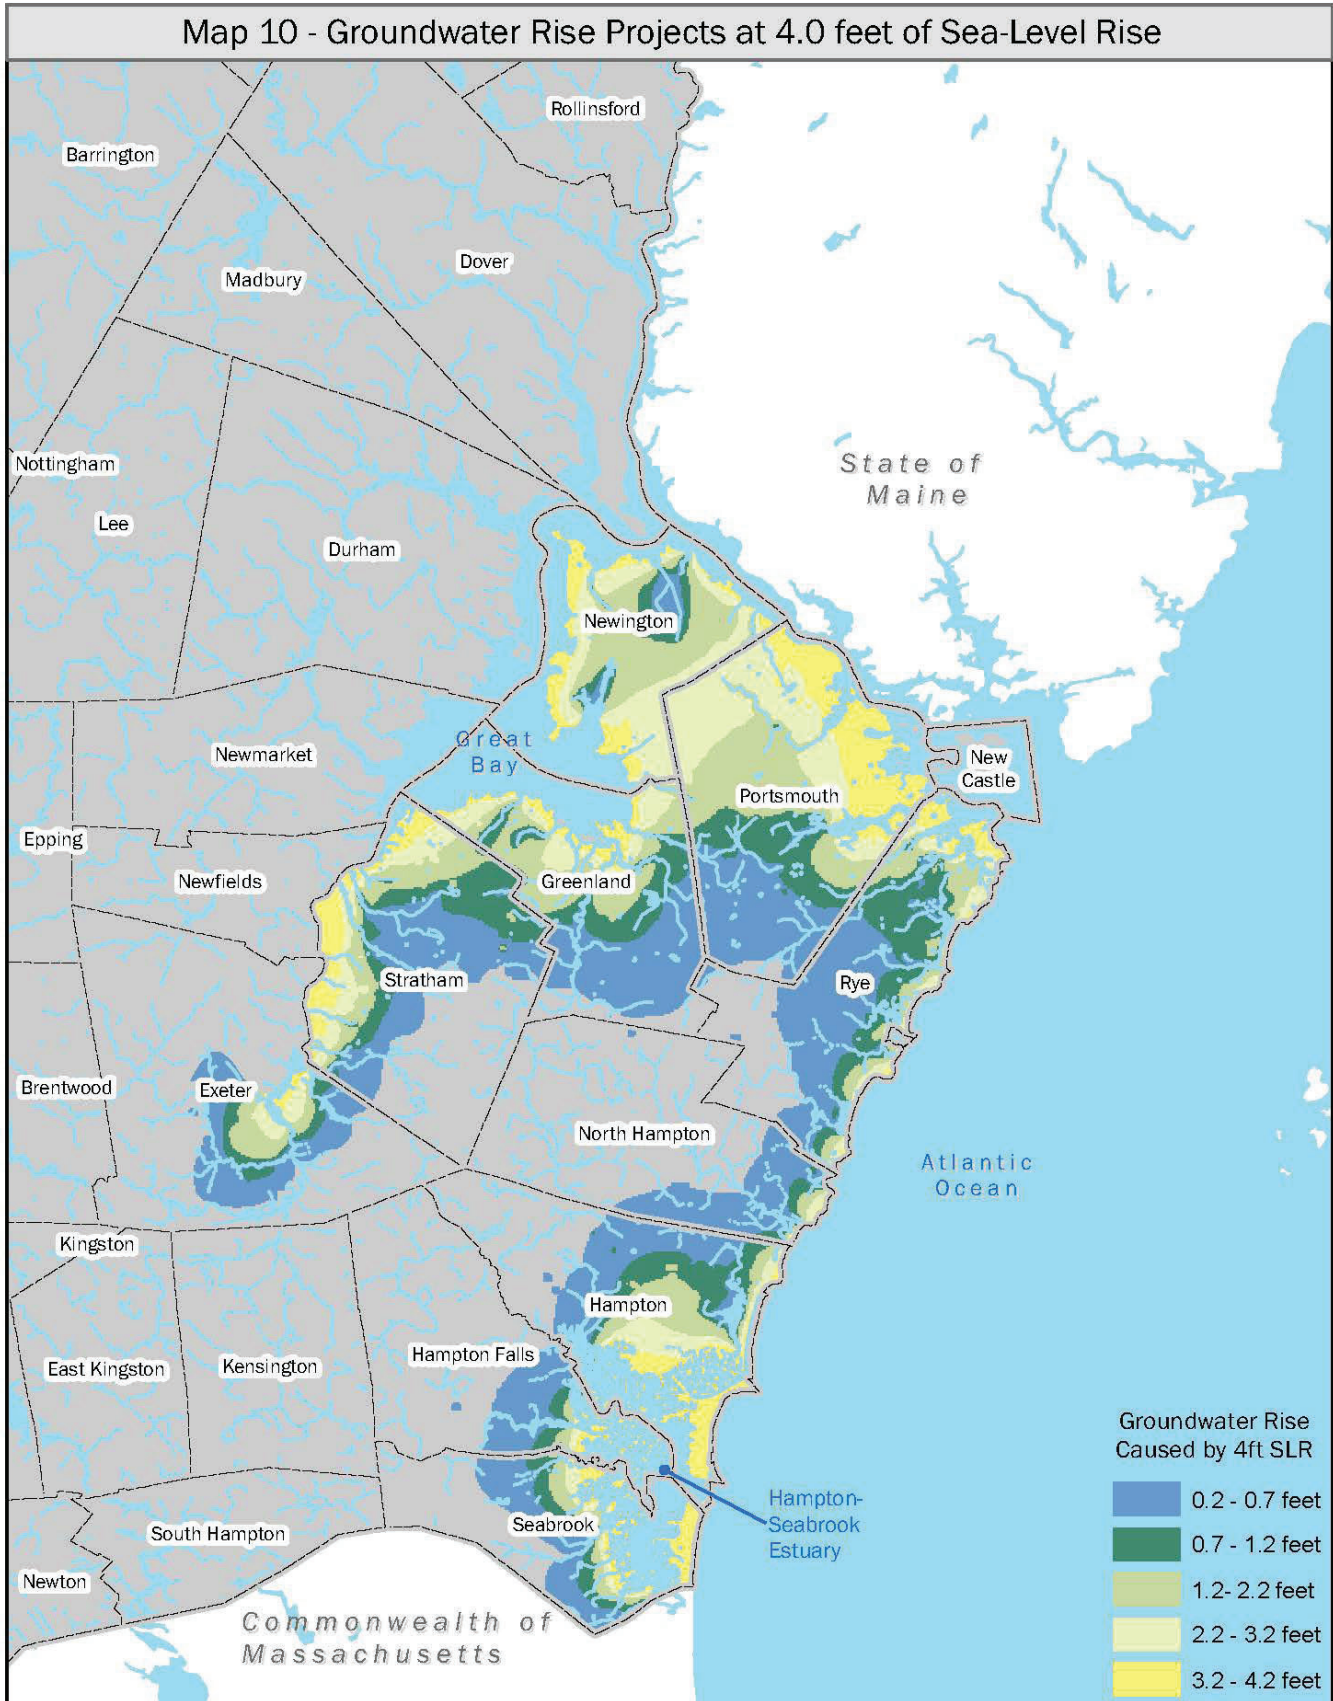 Map 10 - Groundwater Rise Projects at 4.0 feet of Sea-Level Rise
Rollinsford
Barrington
Dover
Madbury
State of
Maine
Nottingham
Lee
Durham
Newington
Great
Bay
Newmarket
New
Castle
Portsmouth
Epping
Newfields
Greenland
Stratham
Rye
Brentwood
Exeter
North Hampton
Atlantic
Ocean
Kingston
Hampton
Hampton Falls
East Kingston
Kensington
Groundwater Rise
Caused by 4ft SLR
0.2 - 0.7 feet
0.7 - 1.2 feet
1.2- 2.2 feet
2.2 - 3.2 feet
3.2 - 4.2 feet
Hampton-
Seabrook
Estuary
Seabrook
South Hampton
Newton
Commonwealth of
Massachusetts